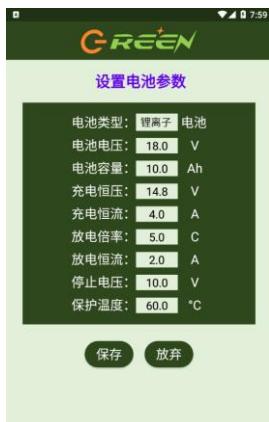 7:59
GREEN
设置电池参数
电池类型： 锂离子 电池
电池电压： 18.0 V
电池容量： 10.0 Ah
充电恒压： 14.8 V
充电恒流： 4.0 A
放电倍率： 5.0 C
放电恒流： 2.0 A
停止电压： 10.0 V
保护温度： 60.0 °C
保存 放弃